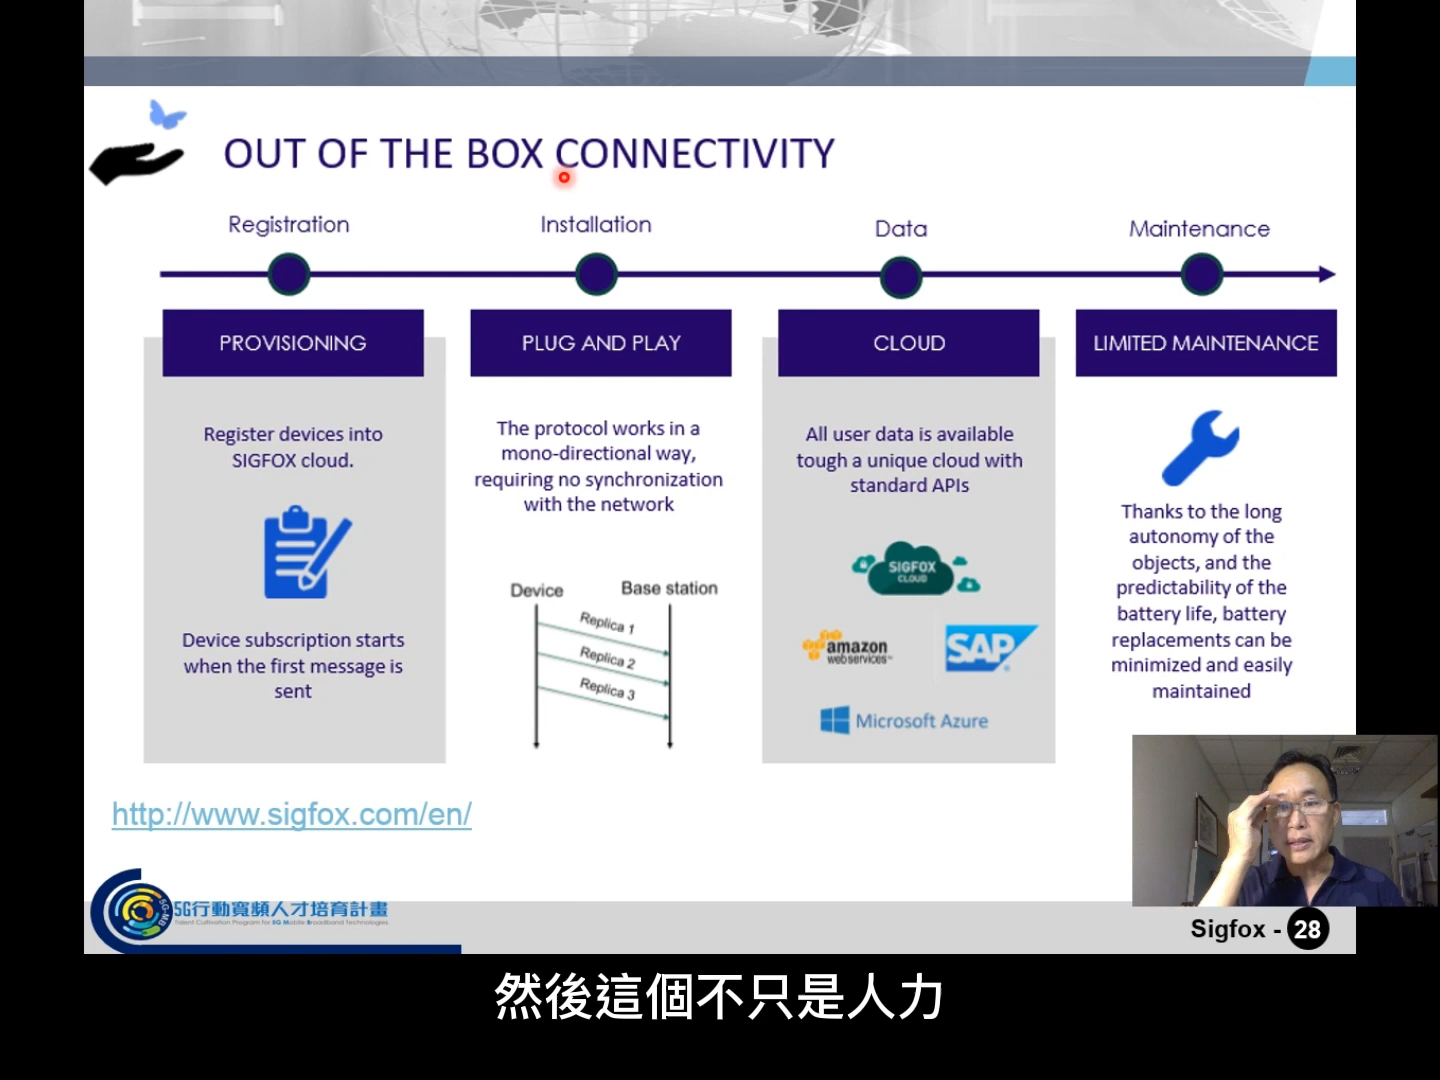 OUT OF THE BOX CONNECTIVITY
Registration
Installation
Data
Maintenance
PROVISIONING
PLUG AND PLAY
CLOUD
LIMITED MAINTENANCE
Register devices into
SIGFOX cloud.
Device subscription starts
when the first message is
sent
The protocol works in a
mono-directional way,
requiring no synchronization
with the network
Device
Base station
Replica 1
Replica 2
Replica 3
All user data is available
tough a unique cloud with
standard APIs
SIGFOX
CLOUD
amazon
webservices™
SAP
Microsoft Azure
Thanks to the long
autonomy of the
objects, and the
predictability of the
battery life, battery
replacements can be
minimized and easily
maintained
http://www.sigfox.com/en/
5G-MB
5G行動寬頻人才培育計畫
Talent Cultivation Program for 5G Mobile Broadband Technologies
Sigfox - 28
然後這個不只是人力